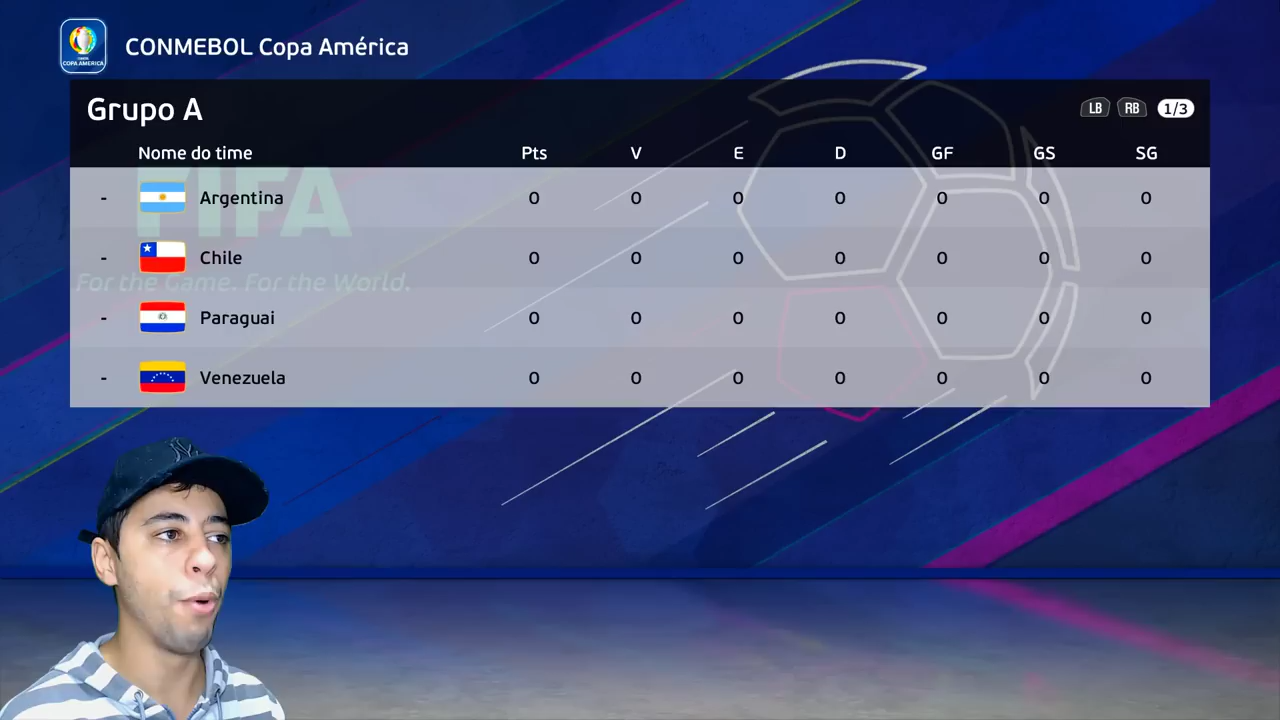 CONMEBOL Copa América
COPA AMERICA
Grupo A
LB RB 1/3
Nome do time Pts V E D GF GS SG
- Argentina 0 0 0 0 0 0 0
FIFA
- Chile 0 0 0 0 0 0 0
For the Game. For the World.
- Paraguai 0 0 0 0 0 0 0
- Venezuela 0 0 0 0 0 0 0